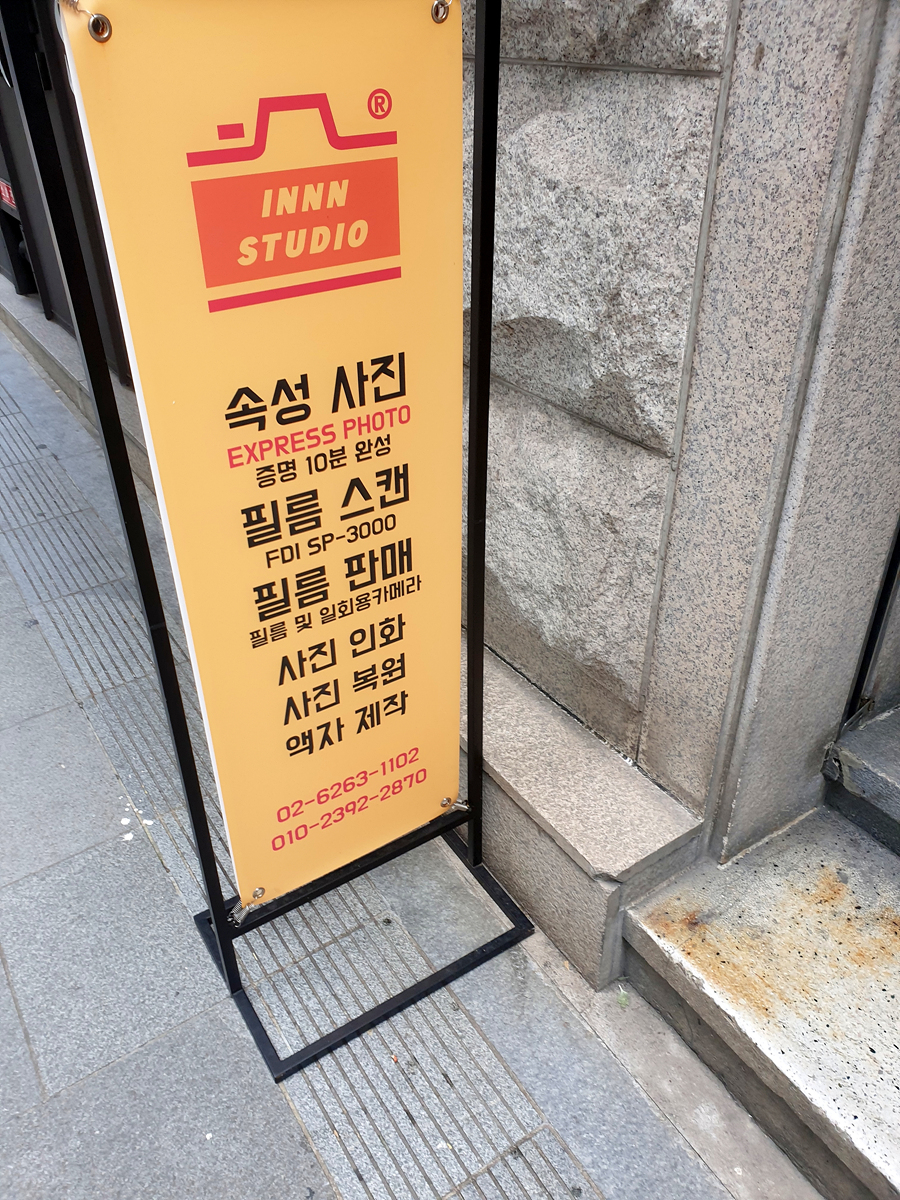 ®
INNN
STUDIO
속성 사진
EXPRESS PHOTO
증명 10분 완성
필름 스캔
FDI SP-3000
필름 판매
필름 및 일회용카메라
사진 인화
사진 복원
액자 제작
02-6263-1102
010-2392-2870